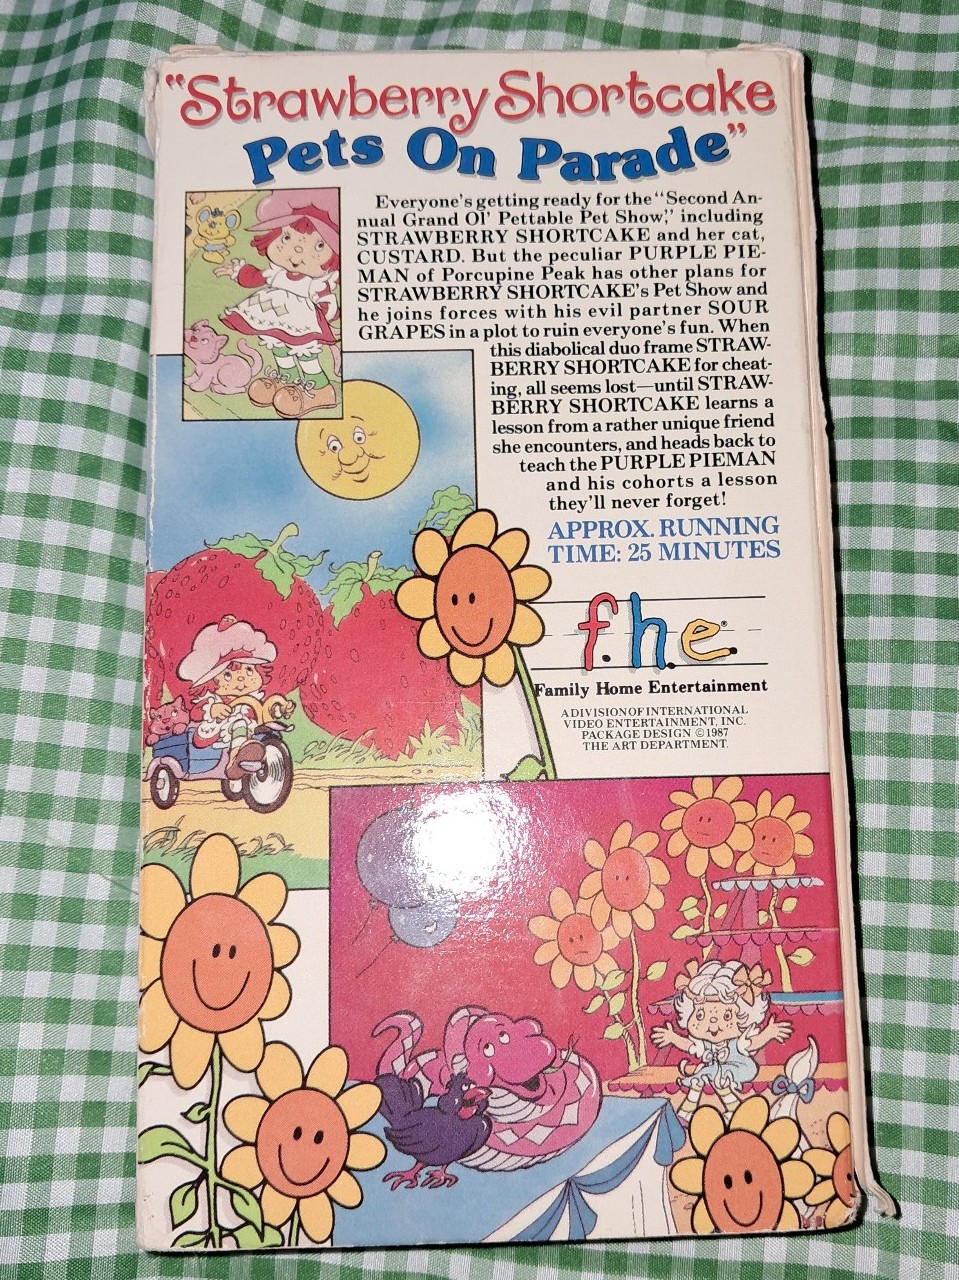 "Strawberry Shortcake
Pets On Parade"
Everyone's getting ready for the "Second An-
nual Grand Ol' Pettable Pet Show," including
STRAWBERRY SHORTCAKE and her cat,
CUSTARD. But the peculiar PURPLE PIE-
MAN of Porcupine Peak has other plans for
STRAWBERRY SHORTCAKE's Pet Show and
he joins forces with his evil partner SOUR
GRAPES in a plot to ruin everyone's fun. When
this diabolical duo frame STRAW-
BERRY SHORTCAKE for cheat-
ing, all seems lost—until STRAW-
BERRY SHORTCAKE learns a
lesson from a rather unique friend
she encounters, and heads back to
teach the PURPLE PIEMAN
and his cohorts a lesson
they'll never forget!
APPROX. RUNNING
TIME: 25 MINUTES
f.h.e.®
Family Home Entertainment
A DIVISION OF INTERNATIONAL
VIDEO ENTERTAINMENT, INC.
PACKAGE DESIGN ©1987
THE ART DEPARTMENT.